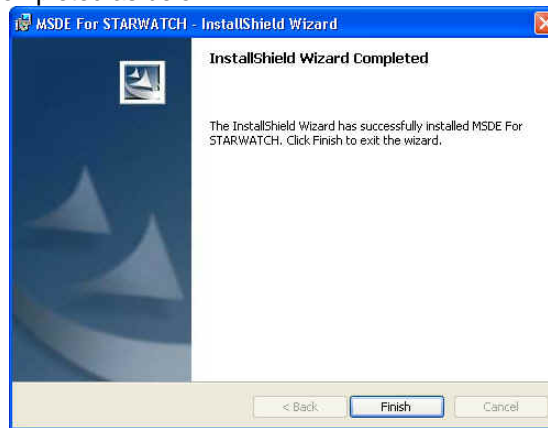 MSDE For STARWATCH - InstallShield Wizard
InstallShield Wizard Completed
The InstallShield Wizard has successfully installed MSDE For
STARWATCH. Click Finish to exit the wizard.
< Back
Finish
Cancel